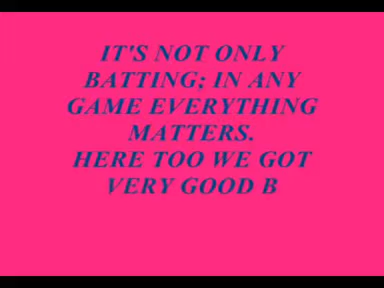 IT'S NOT ONLY
BATTING; IN ANY
GAME EVERYTHING
MATTERS.
HERE TOO WE GOT
VERY GOOD B